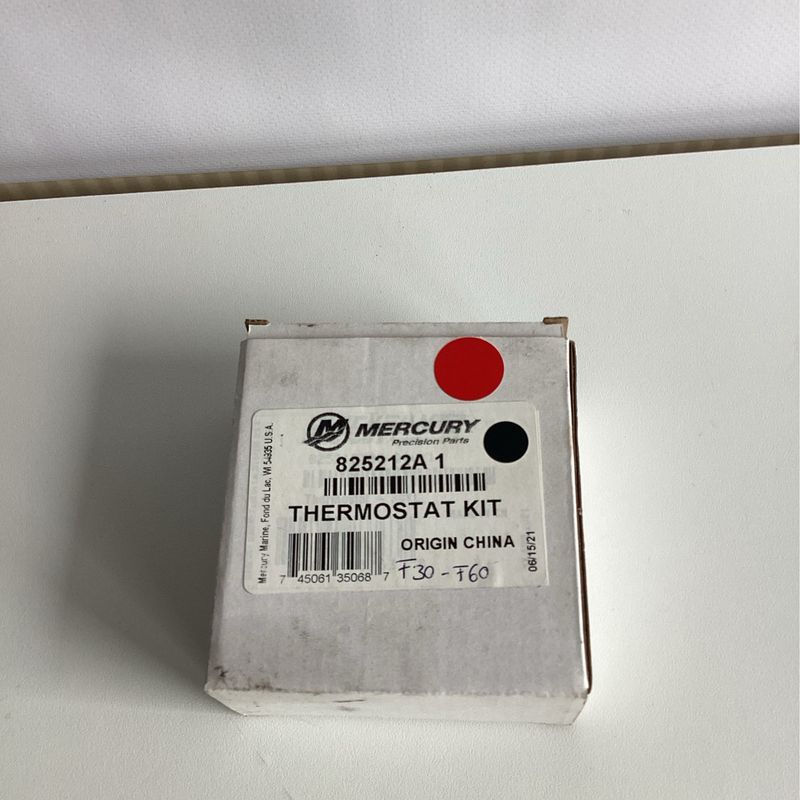 MERCURY
Precision Parts
825212A 1
THERMOSTAT KIT
ORIGIN CHINA
7 45061 35068 7
F30 - F60
06/15/21
Mercury Marine, Fond du Lac, WI 54935 U.S.A.